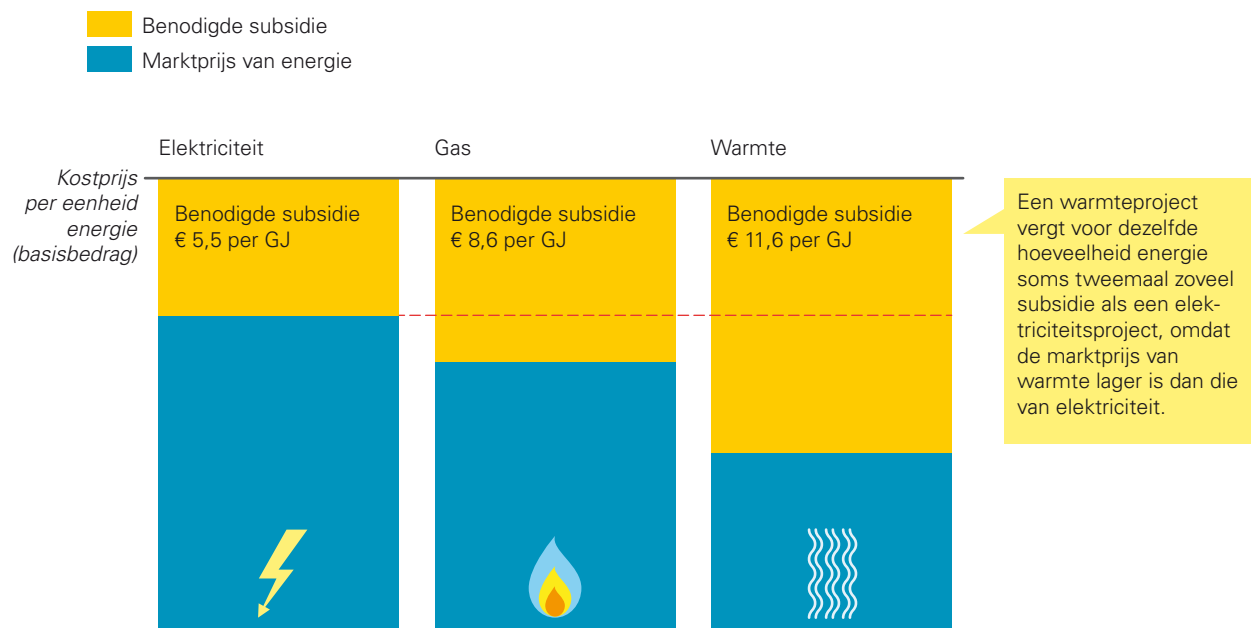 Benodigde subsidie
Marktprijs van energie
Elektriciteit
Gas
Warmte
Kostprijs
per eenheid
energie
(basisbedrag)
Benodigde subsidie
€ 5,5 per GJ
Benodigde subsidie
€ 8,6 per GJ
Benodigde subsidie
€ 11,6 per GJ
Een warmteproject
vergt voor dezelfde
hoeveelheid energie
soms tweemaal zoveel
subsidie als een elek-
triciteitsproject, omdat
de marktprijs van
warmte lager is dan die
van elektriciteit.